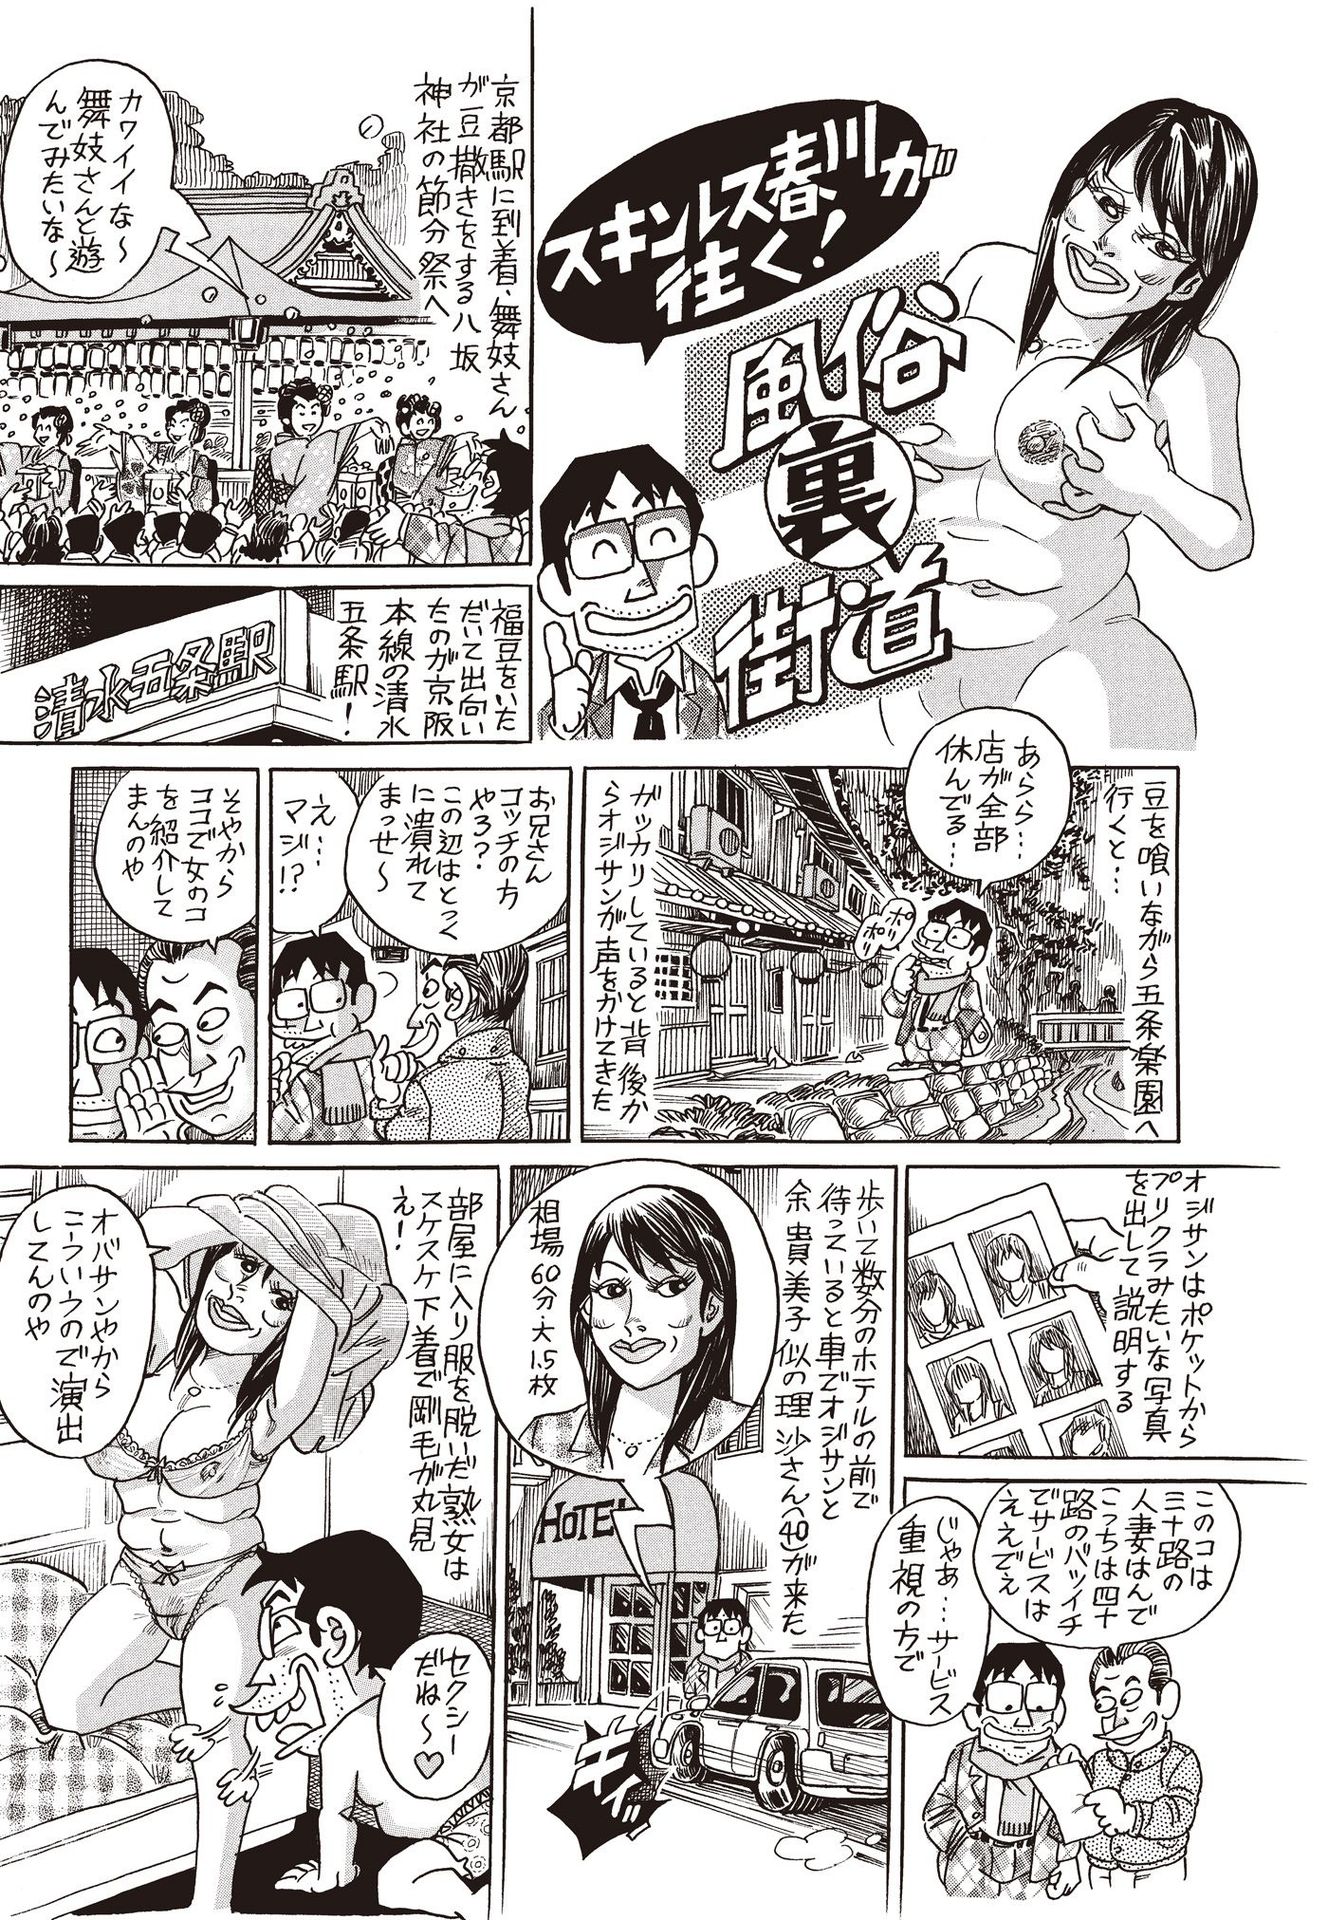 スキンレス春川が
往く！
風俗
裏
街道
京都駅に到着・舞妓さん
が豆撒きをする八坂
神社の節分祭へ
カワイイな〜
舞妓さんと遊
んでみたいな〜
福豆をいた
だいて出向い
たのが京阪
本線の清水
五条駅！
清水五条駅
豆を喰いながら五条楽園へ
行くと…
あらら…
店が全部
休んでる…
ポリ
ポリ
ガッカリしていると背後か
らオジサンが声をかけてきた
お兄さん
コッチの方
やろ？
この辺はとっく
に潰れて
まっせ〜
え…
マジ!?
そやから
ココで女のコ
を紹介して
まんのや
オジサンはポケットから
プリクラみたいな写真
を出して説明する
このコは
三十路の
人妻はんで
こっちは四十
路のバツイチ
でサービスは
ええでぇ
じゃあ…サービス
重視の方で
歩いて数分のホテルの前で
待っていると車でオジサンと
余貴美子似の理沙さん(40)が来た
相場60分・大1.5枚
HOTE
キィッ
部屋に入り服を脱いだ熟女は
スケスケ下着で剛毛が丸見
え！
オバサンやから
こーういうので演出
してんのや
セクシー
だね〜♡